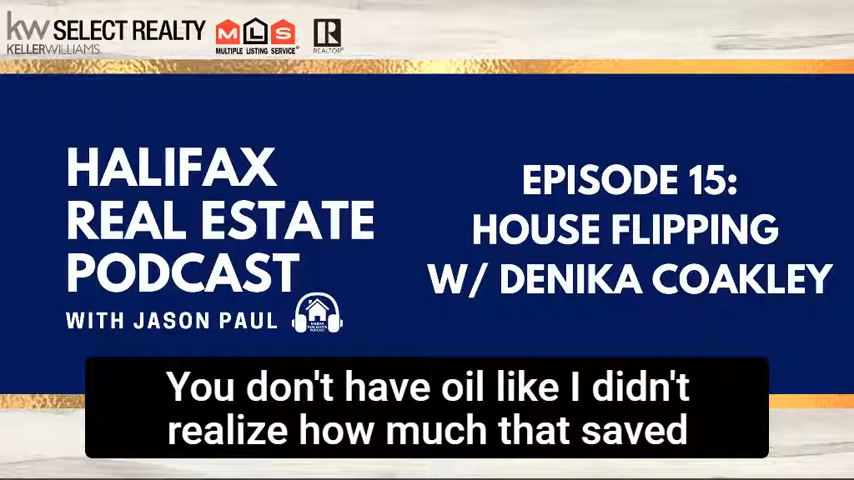 kw SELECT REALTY
KELLERWILLIAMS.
MLS
MULTIPLE LISTING SERVICE®
R
REALTOR®
HALIFAX
REAL ESTATE
PODCAST
WITH JASON PAUL
EPISODE 15:
HOUSE FLIPPING
W/ DENIKA COAKLEY
You don't have oil like I didn't
realize how much that saved